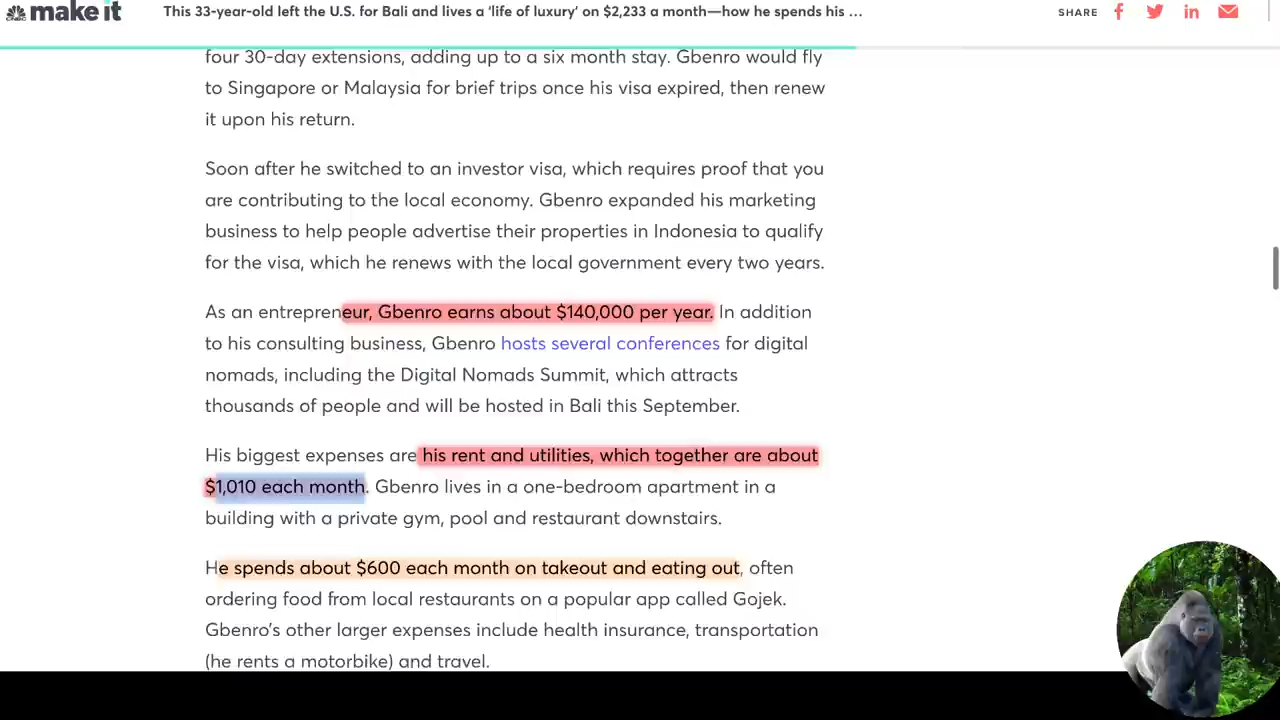 make it
This 33-year-old left the U.S. for Bali and lives a ‘life of luxury’ on $2,233 a month—how he spends his ...
SHARE
four 30-day extensions, adding up to a six month stay. Gbenro would fly
to Singapore or Malaysia for brief trips once his visa expired, then renew
it upon his return.
Soon after he switched to an investor visa, which requires proof that you
are contributing to the local economy. Gbenro expanded his marketing
business to help people advertise their properties in Indonesia to qualify
for the visa, which he renews with the local government every two years.
As an entrepreneur, Gbenro earns about $140,000 per year. In addition
to his consulting business, Gbenro hosts several conferences for digital
nomads, including the Digital Nomads Summit, which attracts
thousands of people and will be hosted in Bali this September.
His biggest expenses are his rent and utilities, which together are about
$1,010 each month. Gbenro lives in a one-bedroom apartment in a
building with a private gym, pool and restaurant downstairs.
He spends about $600 each month on takeout and eating out, often
ordering food from local restaurants on a popular app called Gojek.
Gbenro’s other larger expenses include health insurance, transportation
(he rents a motorbike) and travel.